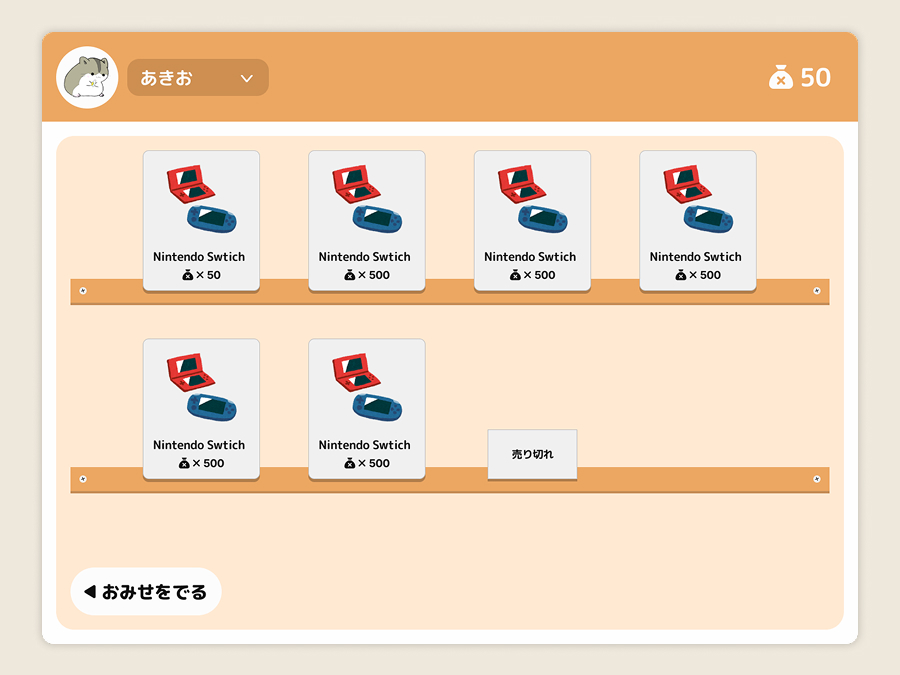 あきお
50
Nintendo Swtich
× 50
Nintendo Swtich
× 500
Nintendo Swtich
× 500
Nintendo Swtich
× 500
Nintendo Swtich
× 500
Nintendo Swtich
× 500
売り切れ
◀ おみせをでる